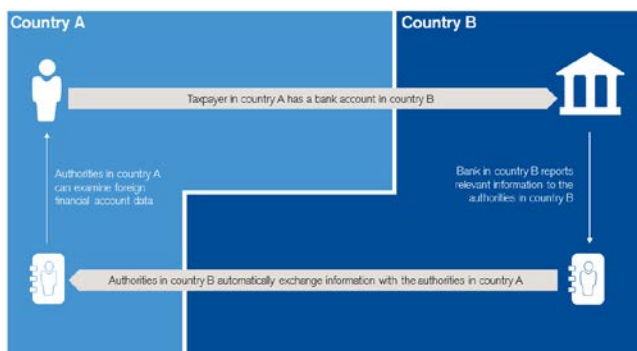 Country A
Country B
Taxpayer in country A has a bank account in country B
Authorities in country A
can examine foreign
financial account data
Bank in country B reports
relevant information to the
authorities in country B
Authorities in country B automatically exchange information with the authorities in country A